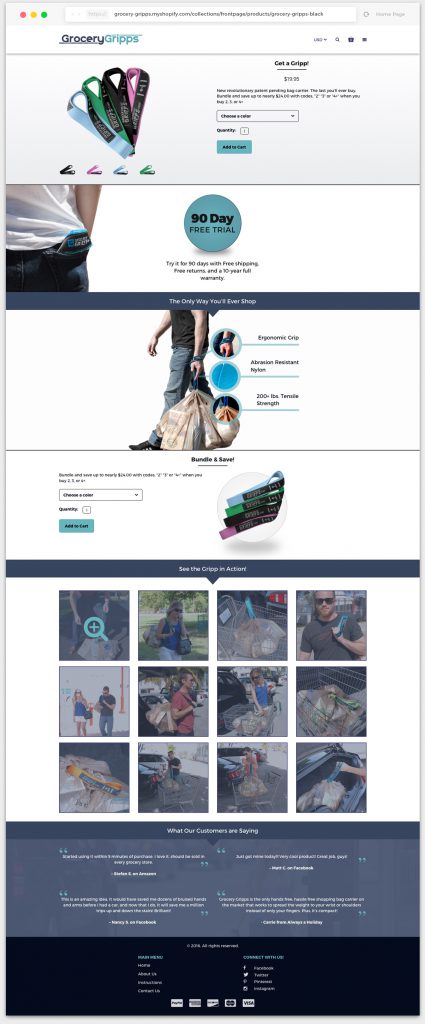 https://
grocery-gripps.myshopify.com/collections/frontpage/products/grocery-gripps-black
Home Page
GroceryGripps
USD
Get a Gripp!
$19.95
New revolutionary patent pending bag carrier. The last you'll ever buy.
Bundle and save up to nearly $24.00 with codes, "2" "3" or "4+" when you
buy 2, 3, or 4+
Choose a color
Quantity:
1
Add to Cart
90 Day
FREE TRIAL
Try it for 90 days with Free shipping,
Free returns, and a 10-year full
warranty.
The Only Way You'll Ever Shop
Ergonomic Grip
Abrasion Resistant
Nylon
200+ lbs. Tensile
Strength
Bundle & Save!
Bundle and save up to nearly $24.00 with codes, "2" "3" or "4+" when you
buy 2, 3, or 4+
Choose a color
Quantity:
1
Add to Cart
See the Gripp in Action!
What Our Customers are Saying
Started using it within 5 minutes of purchase. I love it. should be sold in
every grocery store.
- Stefen S. on Amazon
Just got mine today!! Very cool product! Great job, guys!
- Matt C. on Facebook
This is an amazing idea. It would have saved me dozens of bruised hands
and arms before I had a car, and now that I do, it will save me a million
trips up and down the stairs! Brilliant!
- Nancy S. on Facebook
Grocery Gripps is the only hands free, hassle free shopping bag carrier on
the market that works to spread the weight to your wrist or shoulders
instead of only your fingers. Plus, it's compact!
- Carrie from Always a Holiday
© 2016. All rights reserved.
MAIN MENU
Home
About Us
Instructions
Contact Us
CONNECT WITH US!
Facebook
Twitter
Pinterest
Instagram
PayPal
VISA